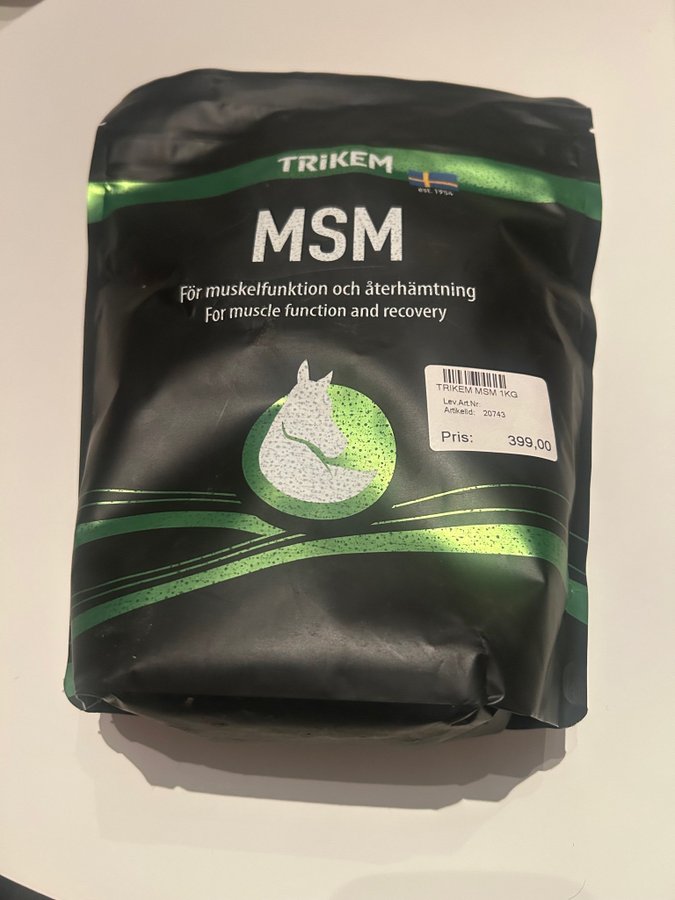 TRiKEM
est. 1954
MSM
För muskelfunktion och återhämtning
For muscle function and recovery
TRIKEM MSM 1KG
Lev.Art.Nr:
ArtikelId: 20743
Pris: 399,00